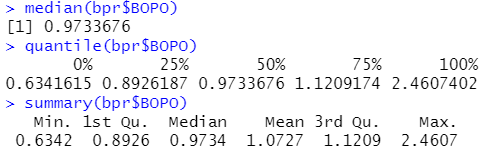 > median(bpr$BOPO)
[1] 0.9733676
> quantile(bpr$BOPO)
0% 25% 50% 75% 100%
0.6341615 0.8926187 0.9733676 1.1209174 2.4607402
> summary(bpr$BOPO)
Min. 1st Qu. Median Mean 3rd Qu. Max.
0.6342 0.8926 0.9734 1.0727 1.1209 2.4607